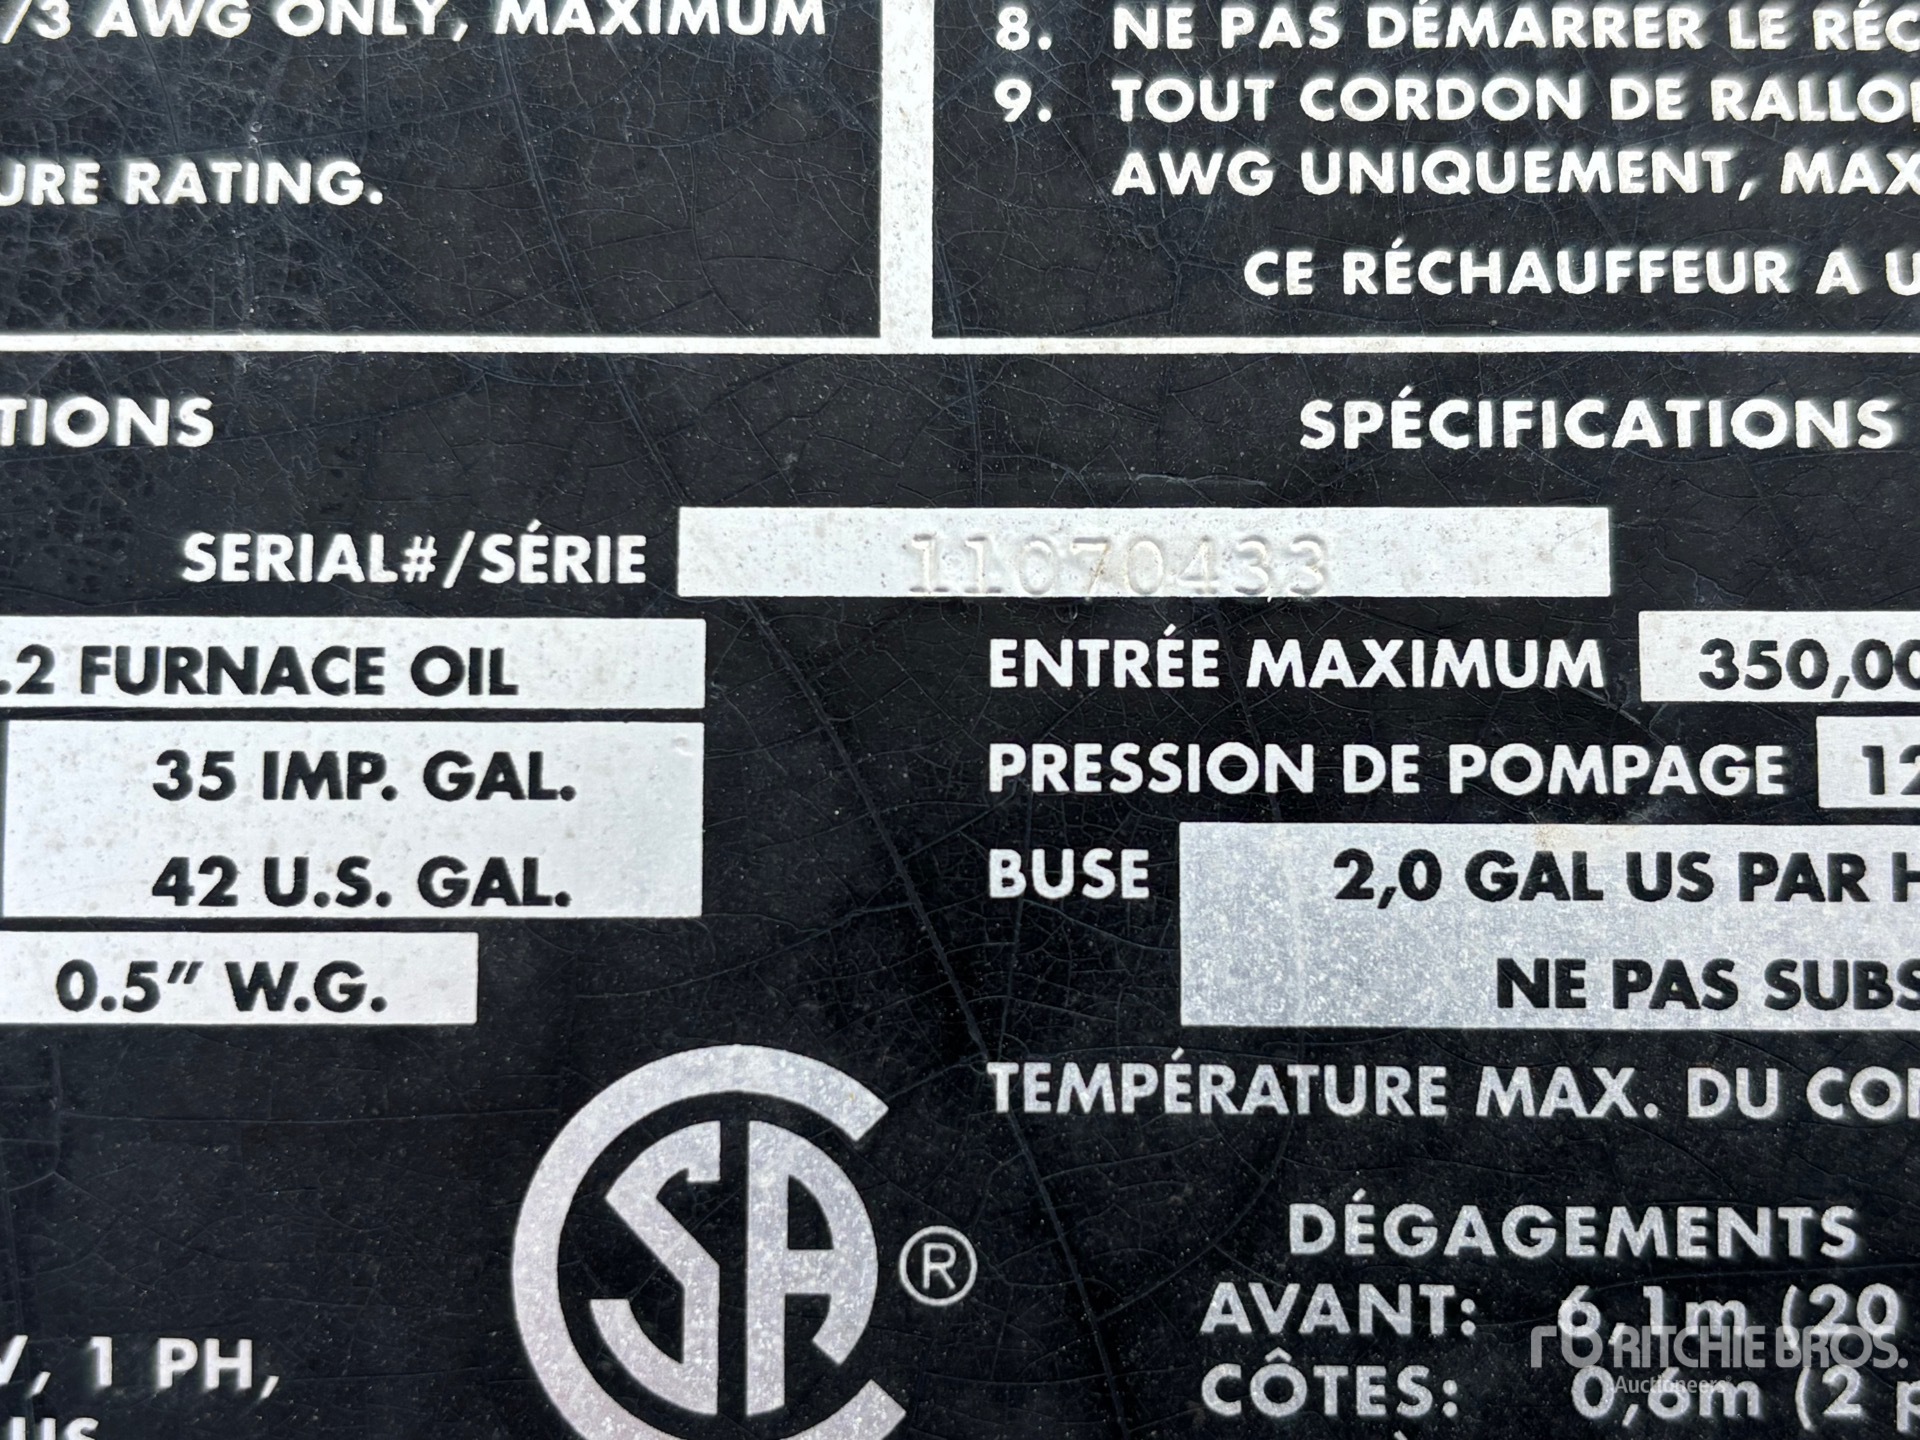 /3 AWG ONLY, MAXIMUM
URE RATING.
8. NE PAS DÉMARRER LE RÉC
9. TOUT CORDON DE RALLO
AWG UNIQUEMENT, MAX
CE RÉCHAUFFEUR A U
TIONS
SPÉCIFICATIONS
SERIAL#/SÉRIE 11070433
.2 FURNACE OIL
35 IMP. GAL.
42 U.S. GAL.
0.5" W.G.
ENTRÉE MAXIMUM 350,00
PRESSION DE POMPAGE 12
BUSE 2,0 GAL US PAR H
NE PAS SUBS
TEMPÉRATURE MAX. DU CO
CSA ®
DÉGAGEMENTS
AVANT: 6,1m (20
CÔTES: 0,6m (2 p
V, 1 PH,
US
rb RITCHIE BROS.
Auctioneers